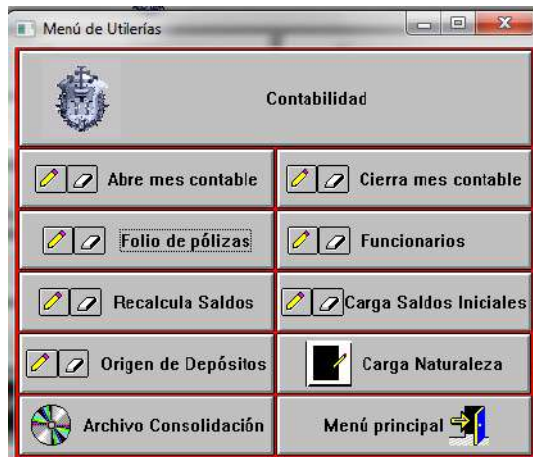 Menú de Utilerías
Contabilidad
Abre mes contable
Cierra mes contable
Folio de pólizas
Funcionarios
Recalcula Saldos
Carga Saldos Iniciales
Origen de Depósitos
Carga Naturaleza
Archivo Consolidación
Menú principal